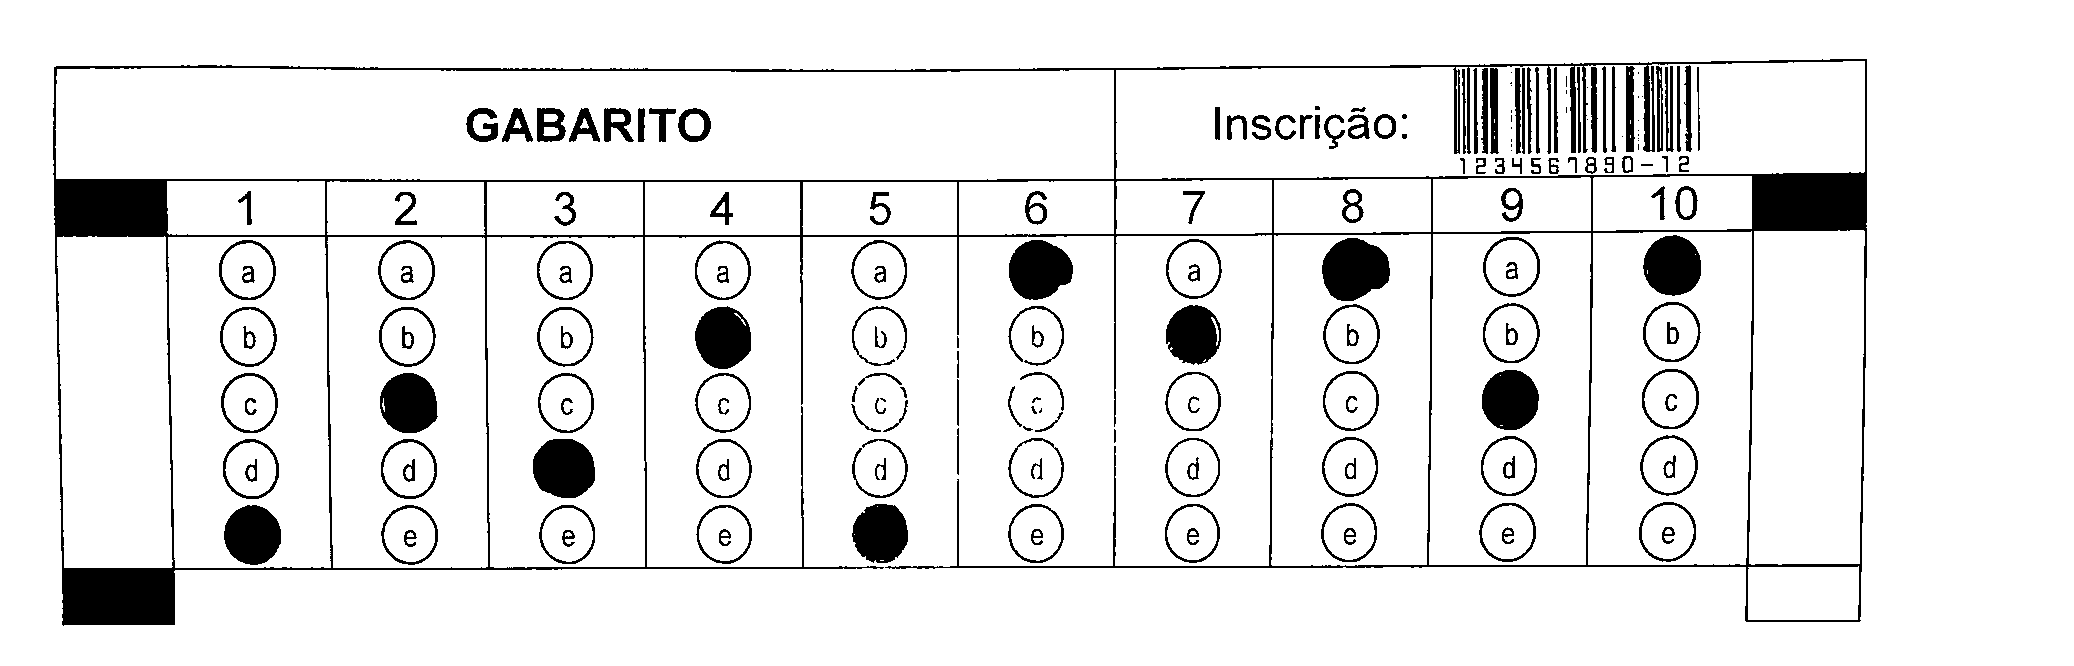 GABARITO
Inscrição:
1234567890-12
1 2 3 4 5 6 7 8 9 10
a a a a a a a
b b b b b b b b
c c c c c c c c
d d d d d d d d d
e e e e e e e e